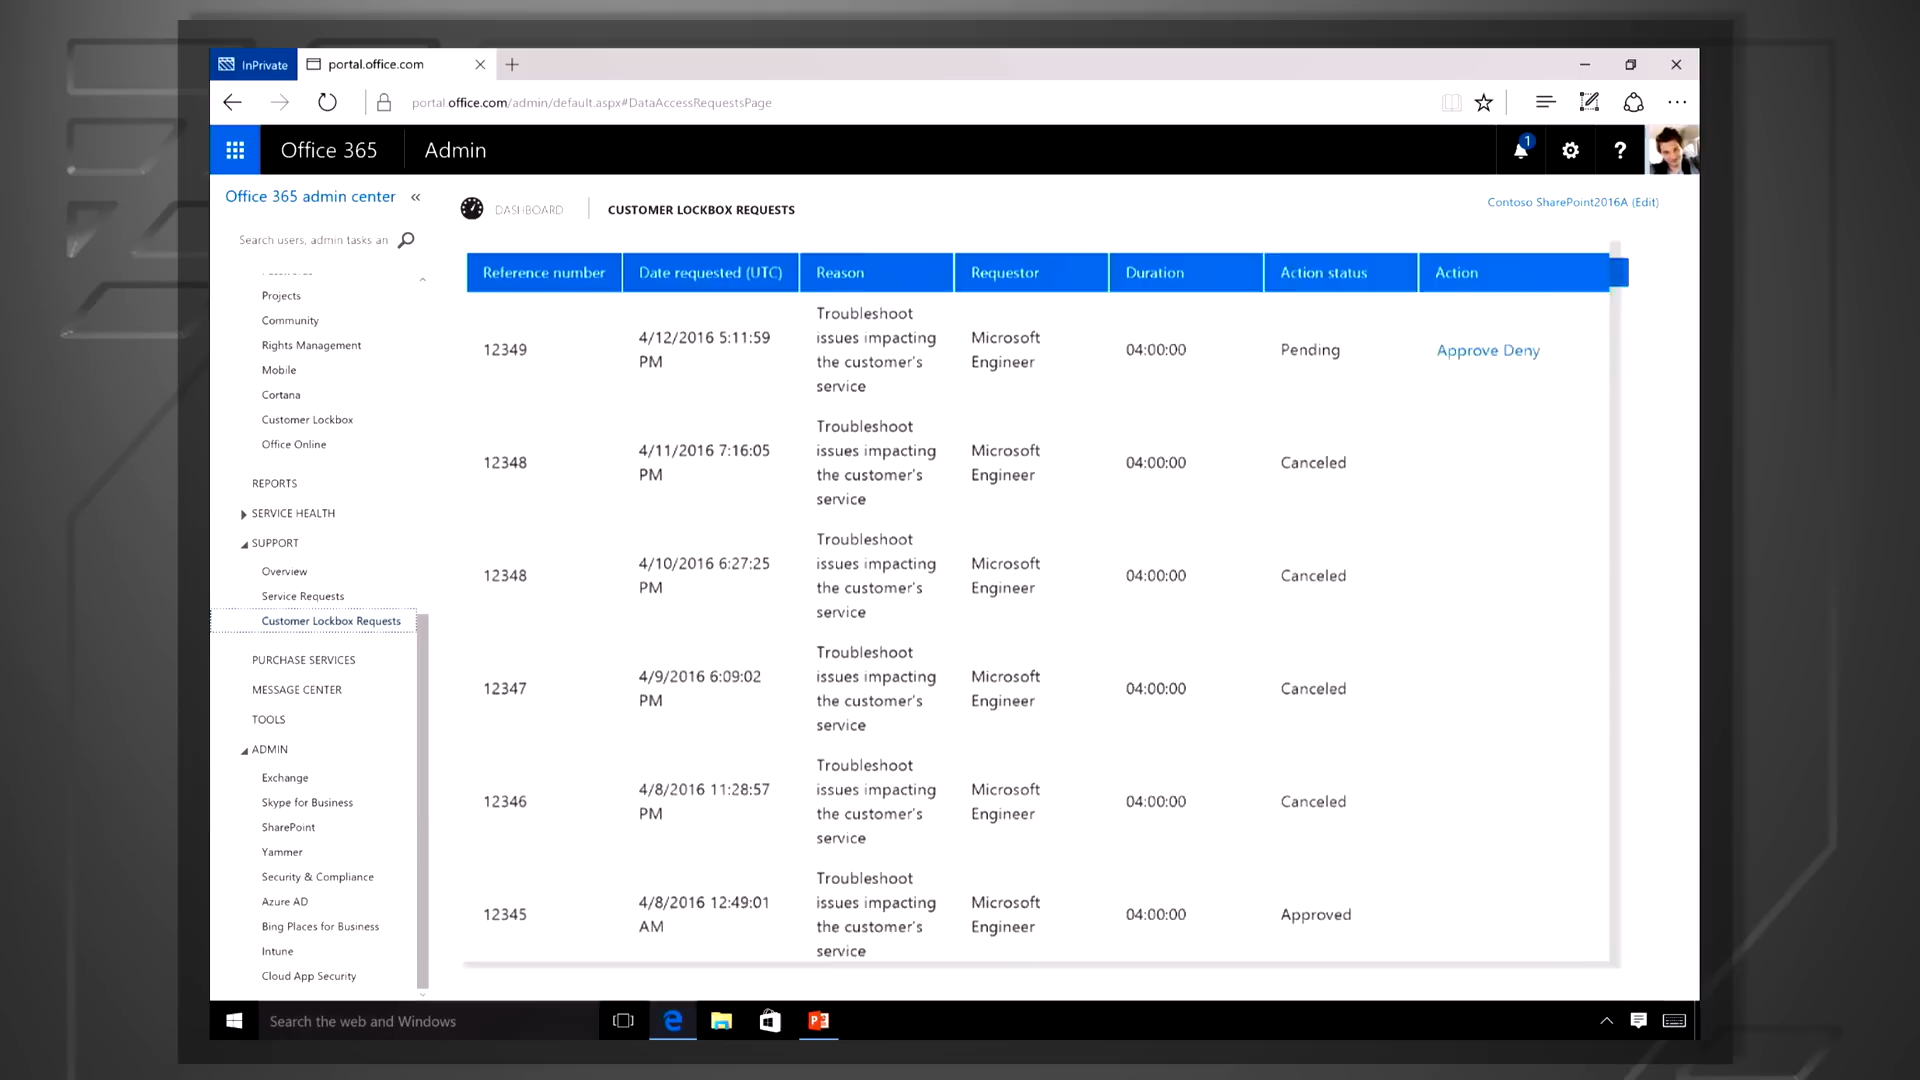 InPrivate
portal.office.com
portal.office.com/admin/default.aspx#DataAccessRequestsPage
Office 365
Admin
1
?
Office 365 admin center «
DASHBOARD
CUSTOMER LOCKBOX REQUESTS
Contoso SharePoint2016A (Edit)
Search users, admin tasks an
Projects
Community
Rights Management
Mobile
Cortana
Customer Lockbox
Office Online
REPORTS
SERVICE HEALTH
SUPPORT
Overview
Service Requests
Customer Lockbox Requests
PURCHASE SERVICES
MESSAGE CENTER
TOOLS
ADMIN
Exchange
Skype for Business
SharePoint
Yammer
Security & Compliance
Azure AD
Bing Places for Business
Intune
Cloud App Security
Reference number Date requested (UTC) Reason Requestor Duration Action status Action
Troubleshoot
4/12/2016 5:11:59 issues impacting Microsoft
12349 04:00:00 Pending Approve Deny
PM the customer's Engineer
service
Troubleshoot
4/11/2016 7:16:05 issues impacting Microsoft
12348 04:00:00 Canceled
PM the customer's Engineer
service
Troubleshoot
4/10/2016 6:27:25 issues impacting Microsoft
12348 04:00:00 Canceled
PM the customer's Engineer
service
Troubleshoot
4/9/2016 6:09:02 issues impacting Microsoft
12347 04:00:00 Canceled
PM the customer's Engineer
service
Troubleshoot
4/8/2016 11:28:57 issues impacting Microsoft
12346 04:00:00 Canceled
PM the customer's Engineer
service
Troubleshoot
4/8/2016 12:49:01 issues impacting Microsoft
12345 04:00:00 Approved
AM the customer's Engineer
service
Search the web and Windows